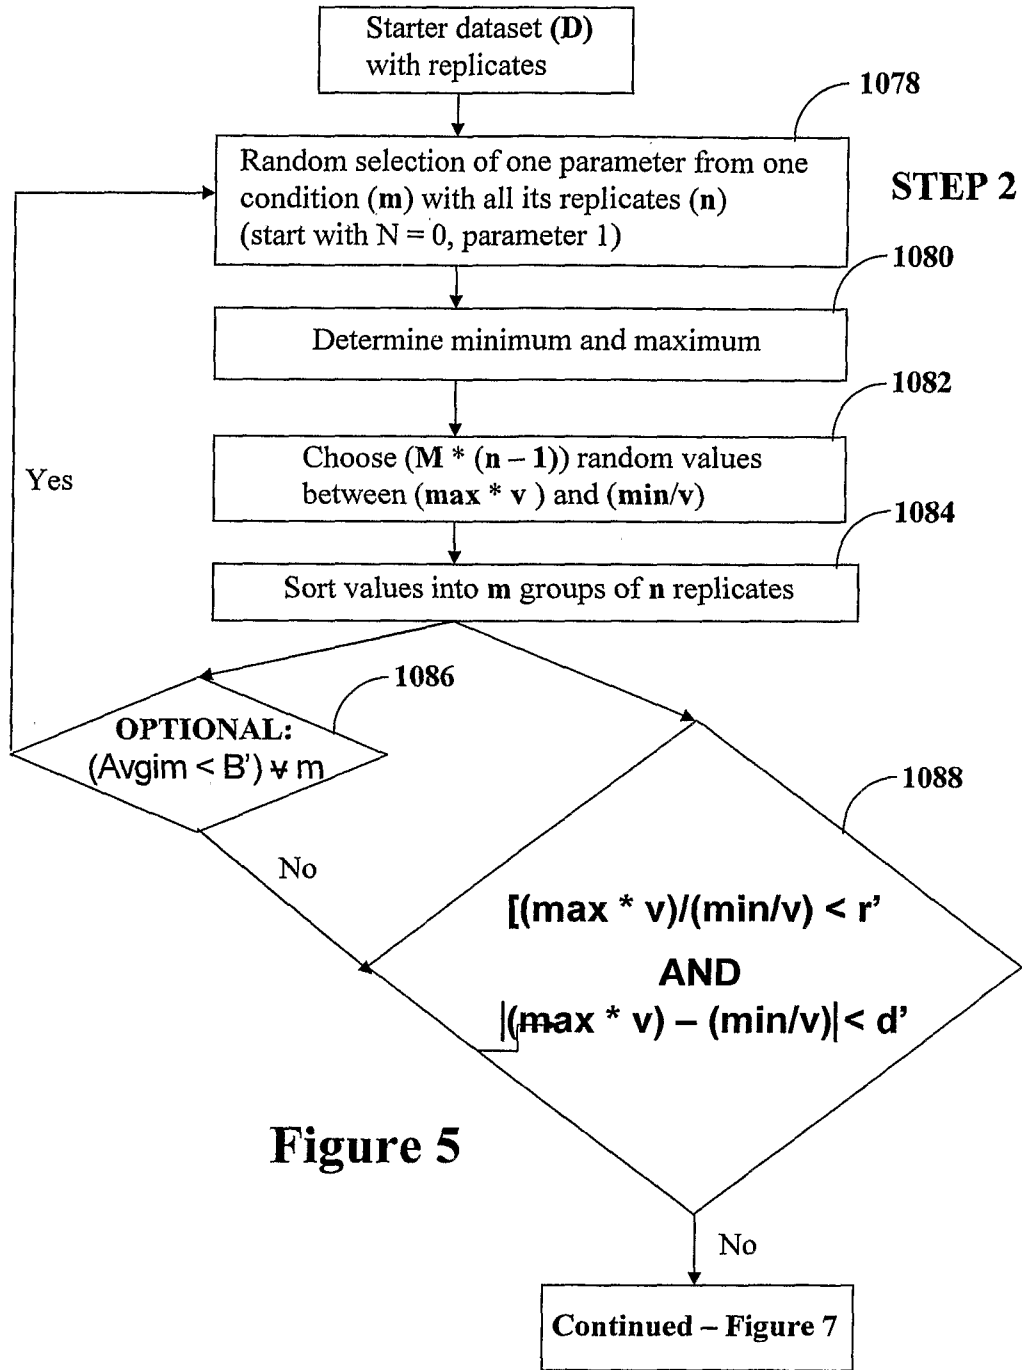 Starter dataset (D)
with replicates
1078
Random selection of one parameter from one
condition (m) with all its replicates (n)
(start with N = 0, parameter 1)
STEP 2
1080
Determine minimum and maximum
1082
Choose (M * (n – 1)) random values
between (max * v ) and (min/v)
Yes
1084
Sort values into m groups of n replicates
1086
OPTIONAL:
(Avgim < B’) ∀ m
1088
No
[(max * v)/(min/v) < r’
AND
|(max * v) – (min/v)| < d’
Figure 5
No
Continued – Figure 7